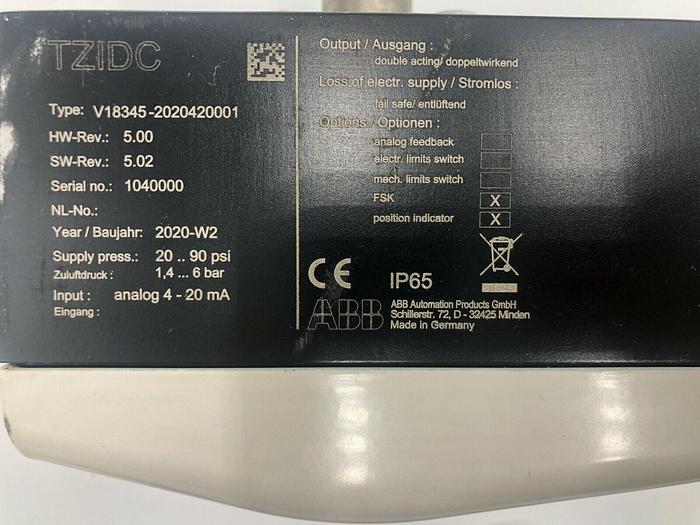 TZIDC
Type: V18345-2020420001
HW-Rev.: 5.00
SW-Rev.: 5.02
Serial no.: 1040000
NL-No.:
Year / Baujahr: 2020-W2
Supply press.: 20 .. 90 psi
Zuluftdruck : 1,4 ... 6 bar
Input : analog 4 - 20 mA
Eingang :
Output / Ausgang :
double acting/ doppeltwirkend
Loss of electr. supply / Stromlos :
fail safe/ entlüftend
Options / Optionen :
analog feedback
electr. limits switch
mech. limits switch
FSK X
position indicator X
CE IP65
ABB
ABB Automation Products GmbH
Schillerstr. 72, D - 32425 Minden
Made in Germany